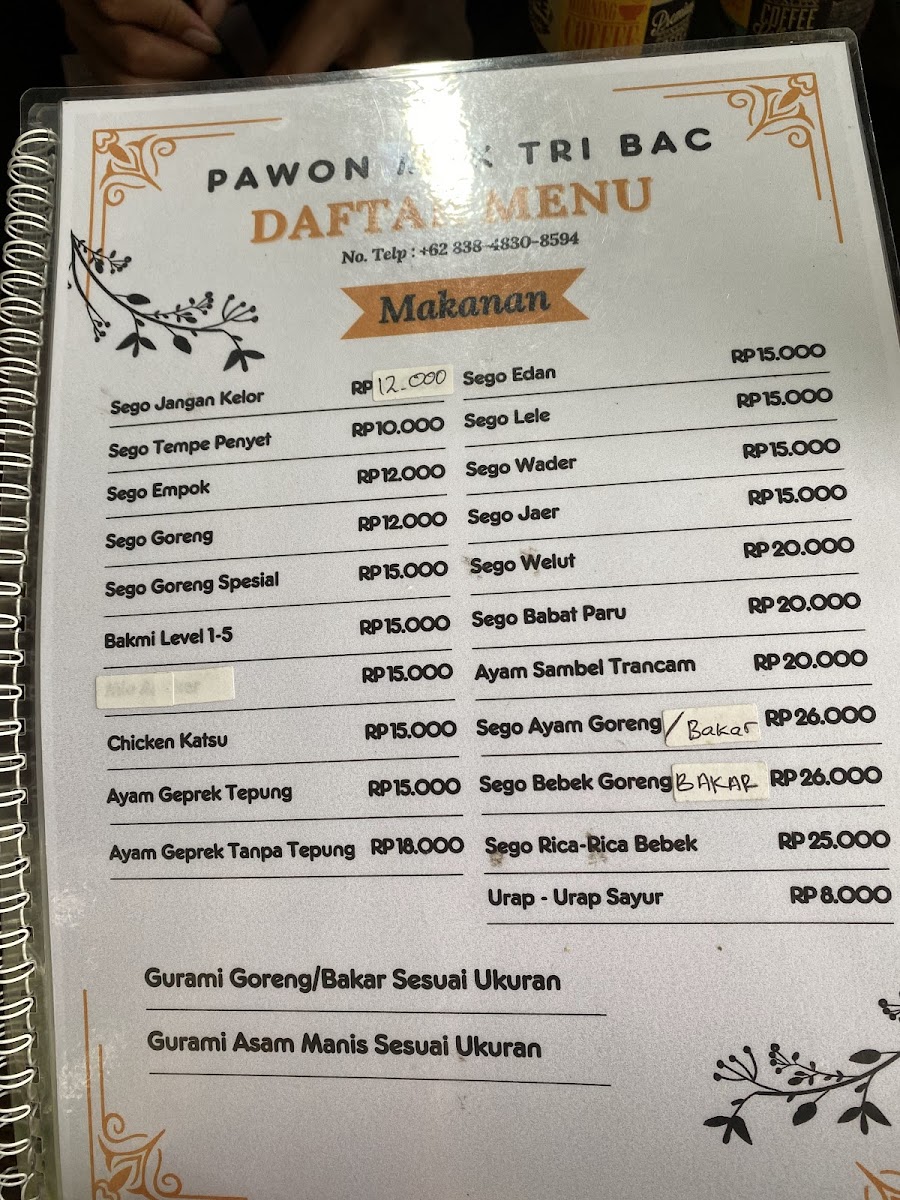 PAWON TRI BAC
DAFTAR MENU
No. Telp : +62 838-4830-8594
Makanan
Sego Jangan Kelor RP 12.000
Sego Tempe Penyet RP10.000
Sego Empok RP12.000
Sego Goreng RP12.000
Sego Goreng Spesial RP15.000
Bakmi Level 1-5 RP15.000
RP15.000
Chicken Katsu RP15.000
Ayam Geprek Tepung RP15.000
Ayam Geprek Tanpa Tepung RP18.000
Sego Edan RP15.000
Sego Lele RP15.000
Sego Wader RP15.000
Sego Jaer RP15.000
Sego Welut RP20.000
Sego Babat Paru RP20.000
Ayam Sambel Trancam RP20.000
Sego Ayam Goreng / Bakar RP26.000
Sego Bebek Goreng BAKAR RP26.000
Sego Rica-Rica Bebek RP25.000
Urap - Urap Sayur RP8.000
Gurami Goreng/Bakar Sesuai Ukuran
Gurami Asam Manis Sesuai Ukuran